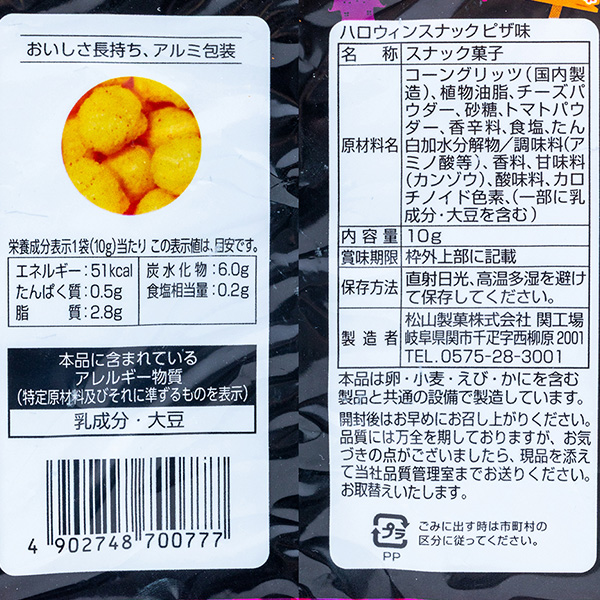 おいしさ長持ち、アルミ包装
栄養成分表示1袋(10g)当たり この表示値は、目安です。
エネルギー:51kcal
たんぱく質:0.5g
脂 質:2.8g
炭水化物:6.0g
食塩相当量:0.2g
本品に含まれている
アレルギー物質
(特定原材料及びそれに準ずるものを表示)
乳成分・大豆
4 902748 700777
ハロウィンスナックピザ味
名 称 スナック菓子
原材料名 コーングリッツ(国内製
造)、植物油脂、チーズパ
ウダー、砂糖、トマトパウ
ダー、香辛料、食塩、たん
白加水分解物/調味料(ア
ミノ酸等)、香料、甘味料
(カンゾウ)、酸味料、カロ
チノイド色素、(一部に乳
成分・大豆を含む)
内容量 10g
賞味期限 枠外上部に記載
保存方法 直射日光、高温多湿を避け
て保存してください。
製造者 松山製菓株式会社 関工場
岐阜県関市千疋字西柳原2001
TEL.0575-28-3001
本品は卵・小麦・えび・かにを含む
製品と共通の設備で製造しています。
開封後はお早めにお召し上がりください。
品質には万全を期しておりますが、お気
づきの点がございましたら、現品を添え
て当社品質管理室までお送りください。
お取替えいたします。
プラ
PP
ごみに出す時は市町村の
区分に従ってください。